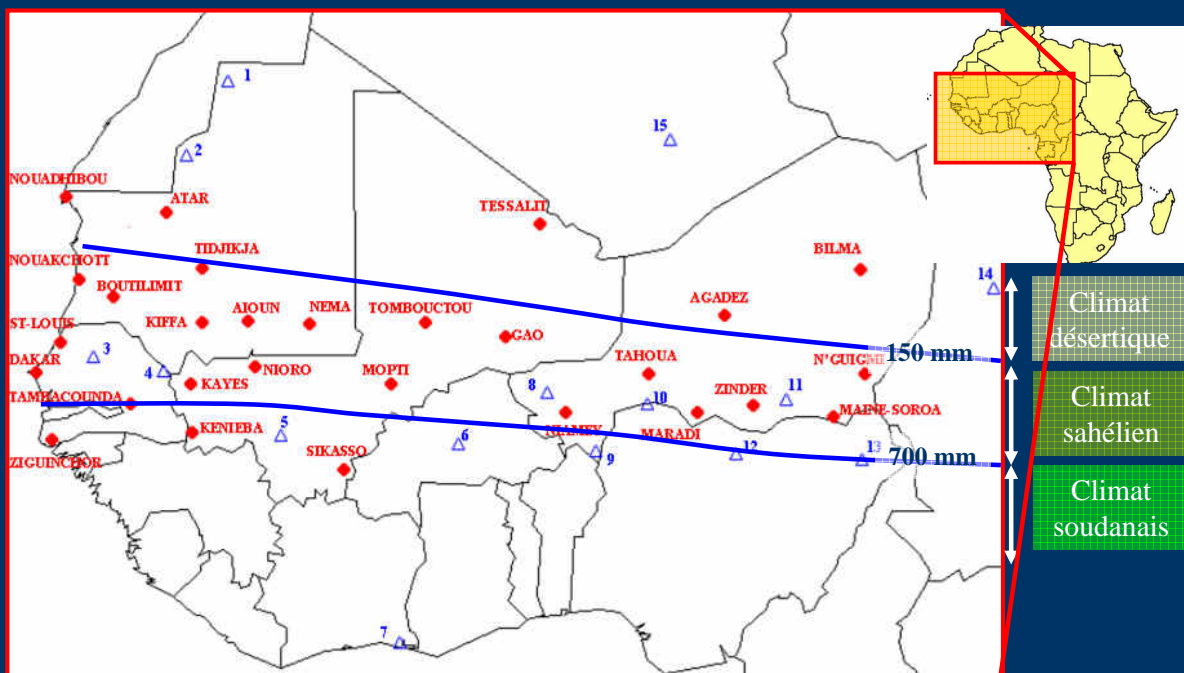 1
15
2
NOUADHIBOU
ATAR
TESSALIT
TIDJIKJA
BILMA
NOUAKCHOTT
14
BOUTILIMIT
AGADEZ
AIOUN
NEMA
TOMBOUCTOU
ST-LOUIS
KIFFA
GAO
150 mm
3
DAKAR
TAHOUA
N'GUIGMI
4
NIORO
MOPTI
KAYES
8
11
ZINDER
10
TAMBACOUNDA
MAINE-SOROA
NIAMEY
MARADI
KENIEBA
5
6
SIKASSO
12
13
700 mm
9
ZIGUINCHOR
7
Climat
désertique
Climat
sahélien
Climat
soudanais